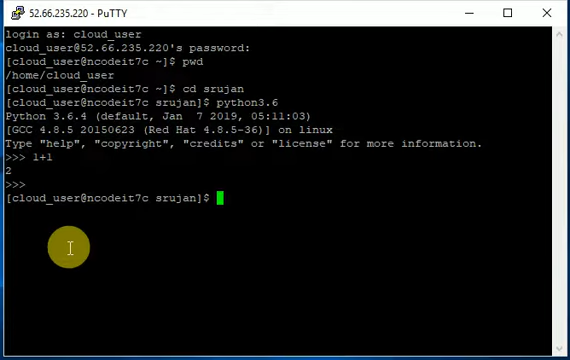 52.66.235.220 - PuTTY
login as: cloud_user
cloud_user@52.66.235.220's password:
[cloud_user@ncodeit7c ~]$ pwd
/home/cloud_user
[cloud_user@ncodeit7c ~]$ cd srujan
[cloud_user@ncodeit7c srujan]$ python3.6
Python 3.6.4 (default, Jan  7 2019, 05:11:03)
[GCC 4.8.5 20150623 (Red Hat 4.8.5-36)] on linux
Type "help", "copyright", "credits" or "license" for more information.
>>> 1+1
2
>>>
[cloud_user@ncodeit7c srujan]$